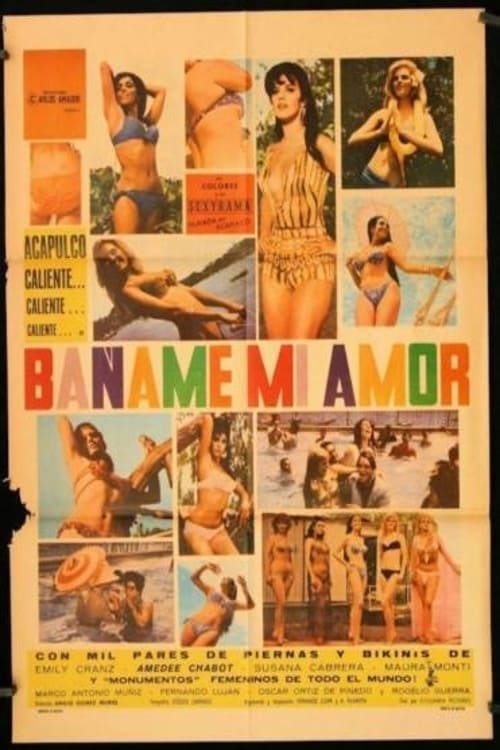 CARLOS AMADOR
COLORES
SEXYRAMA
ACAPULCO
CALIENTE...
CALIENTE...
CALIENTE... o
BAÑAME MI AMOR
CON MIL PARES DE PIERNAS Y BIKINIS DE
EMILY CRANZ - AMEDEE CHABOT - SUSANA CABRERA - MAURA MONTI
Y "MONUMENTOS" FEMENINOS DE TODO EL MUNDO!
MARCO ANTONIO MUÑIZ - FERNANDO LUJAN - OSCAR ORTIZ DE PINEDO y ROGELIO GUERRA